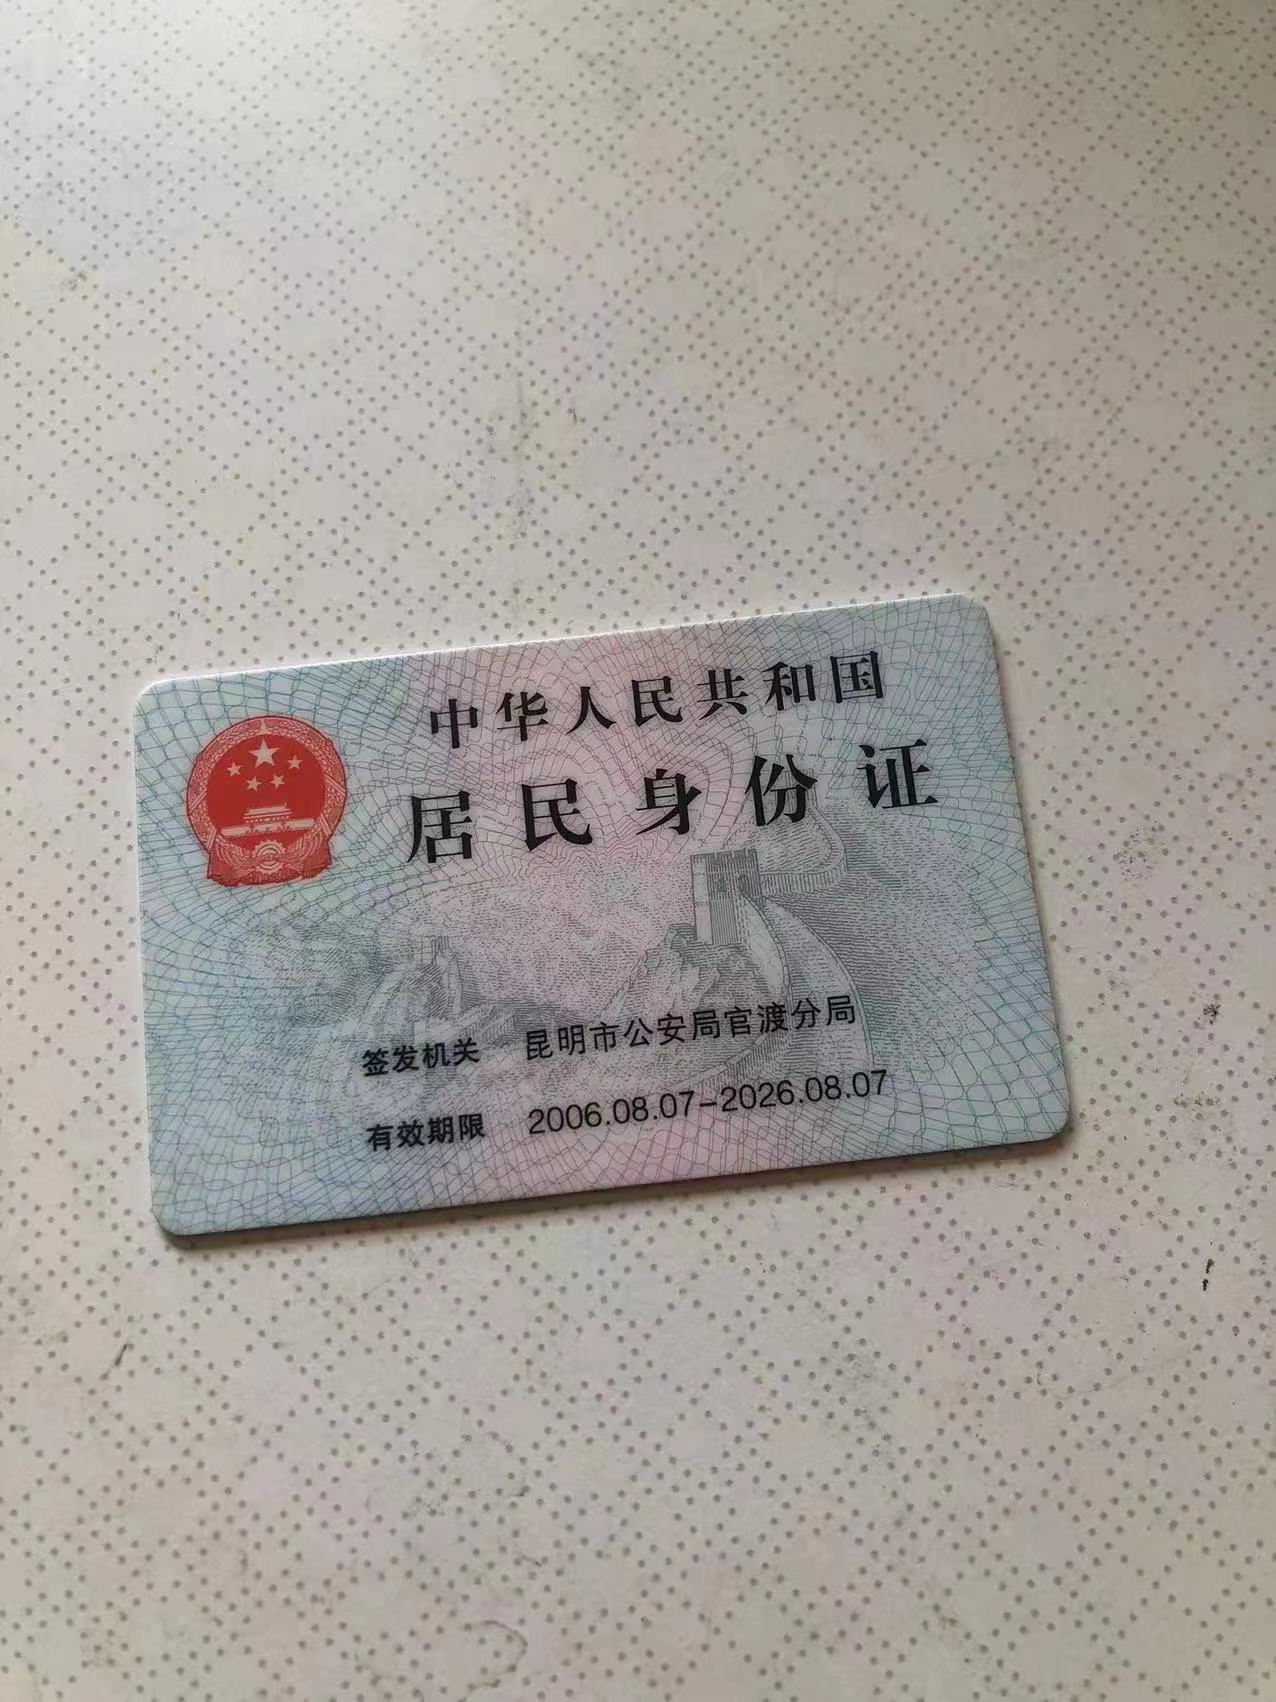 中华人民共和国
居民身份证
签发机关 昆明市公安局官渡分局
有效期限 2006.08.07-2026.08.07